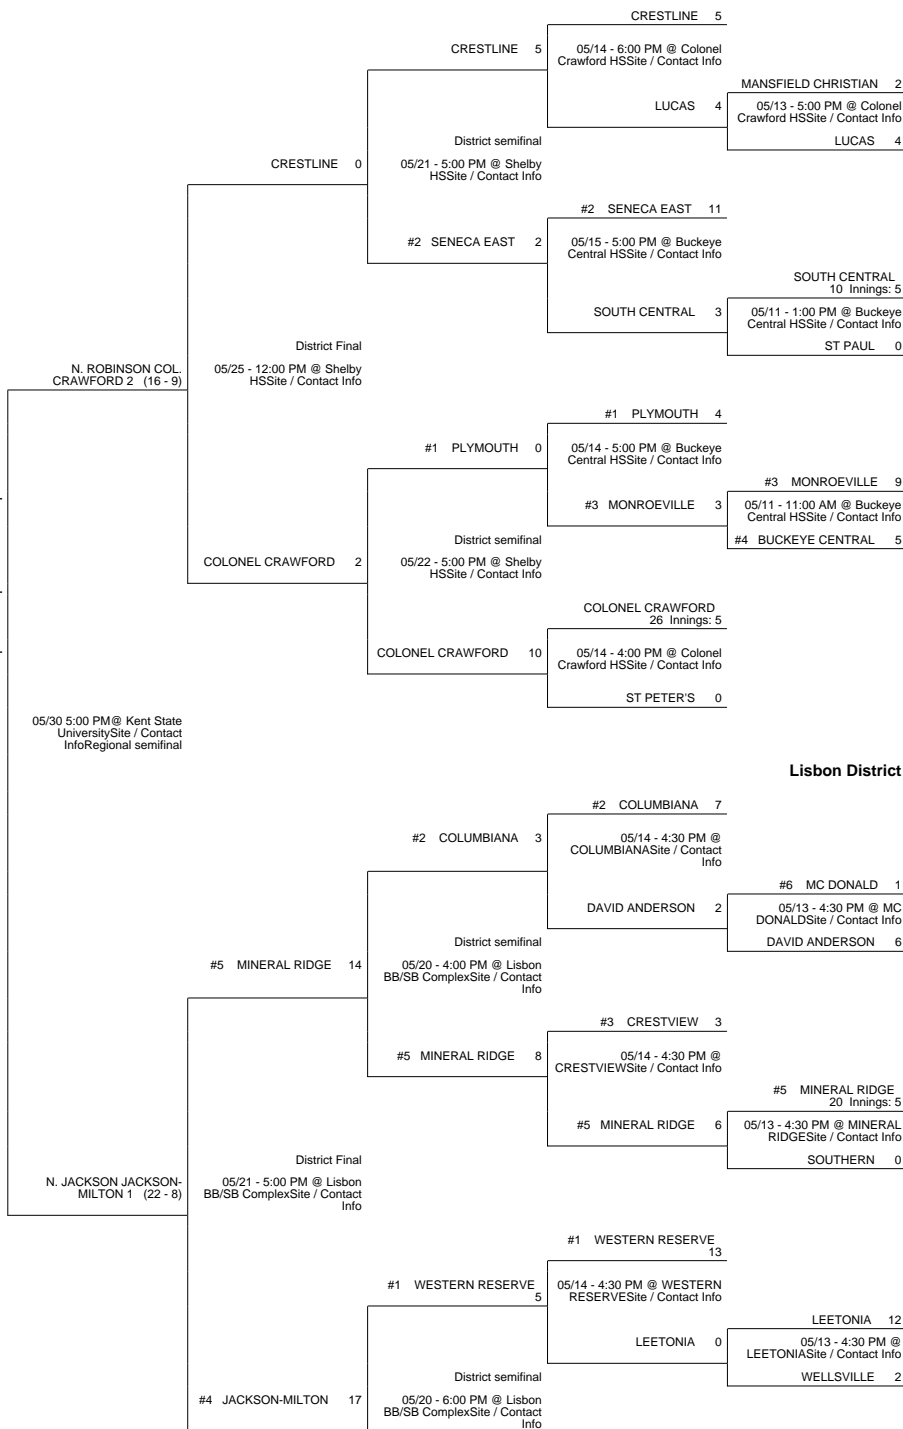 CRESTLINE 5
CRESTLINE 5
05/14 - 6:00 PM @ Colonel
Crawford HSSite / Contact Info
MANSFIELD CHRISTIAN 2
LUCAS 4
05/13 - 5:00 PM @ Colonel
Crawford HSSite / Contact Info
LUCAS 4
District semifinal
CRESTLINE 0
05/21 - 5:00 PM @ Shelby
HSSite / Contact Info
#2 SENECA EAST 11
#2 SENECA EAST 2
05/15 - 5:00 PM @ Buckeye
Central HSSite / Contact Info
SOUTH CENTRAL
10 Innings: 5
SOUTH CENTRAL 3
05/11 - 1:00 PM @ Buckeye
Central HSSite / Contact Info
ST PAUL 0
District Final
N. ROBINSON COL.
CRAWFORD 2 (16 - 9)
05/25 - 12:00 PM @ Shelby
HSSite / Contact Info
#1 PLYMOUTH 4
#1 PLYMOUTH 0
05/14 - 5:00 PM @ Buckeye
Central HSSite / Contact Info
#3 MONROEVILLE 9
#3 MONROEVILLE 3
05/11 - 11:00 AM @ Buckeye
Central HSSite / Contact Info
District semifinal
#4 BUCKEYE CENTRAL 5
COLONEL CRAWFORD 2
05/22 - 5:00 PM @ Shelby
HSSite / Contact Info
COLONEL CRAWFORD
26 Innings: 5
COLONEL CRAWFORD 10
05/14 - 4:00 PM @ Colonel
Crawford HSSite / Contact Info
ST PETER'S 0
05/30 5:00 PM@ Kent State
UniversitySite / Contact
InfoRegional semifinal
Lisbon District
#2 COLUMBIANA 7
#2 COLUMBIANA 3
05/14 - 4:30 PM @
COLUMBIANASite / Contact
Info
#6 MC DONALD 1
DAVID ANDERSON 2
05/13 - 4:30 PM @ MC
DONALDSite / Contact Info
DAVID ANDERSON 6
District semifinal
#5 MINERAL RIDGE 14
05/20 - 4:00 PM @ Lisbon
BB/SB ComplexSite / Contact
Info
#3 CRESTVIEW 3
#5 MINERAL RIDGE 8
05/14 - 4:30 PM @
CRESTVIEWSite / Contact Info
#5 MINERAL RIDGE
20 Innings: 5
#5 MINERAL RIDGE 6
05/13 - 4:30 PM @ MINERAL
RIDGESite / Contact Info
SOUTHERN 0
District Final
N. JACKSON JACKSON-
MILTON 1 (22 - 8)
05/21 - 5:00 PM @ Lisbon
BB/SB ComplexSite / Contact
Info
#1 WESTERN RESERVE
13
#1 WESTERN RESERVE
5
05/14 - 4:30 PM @ WESTERN
RESERVESite / Contact Info
LEETONIA 12
LEETONIA 0
05/13 - 4:30 PM @
LEETONIASite / Contact Info
WELLSVILLE 2
District semifinal
#4 JACKSON-MILTON 17
05/20 - 6:00 PM @ Lisbon
BB/SB ComplexSite / Contact
Info